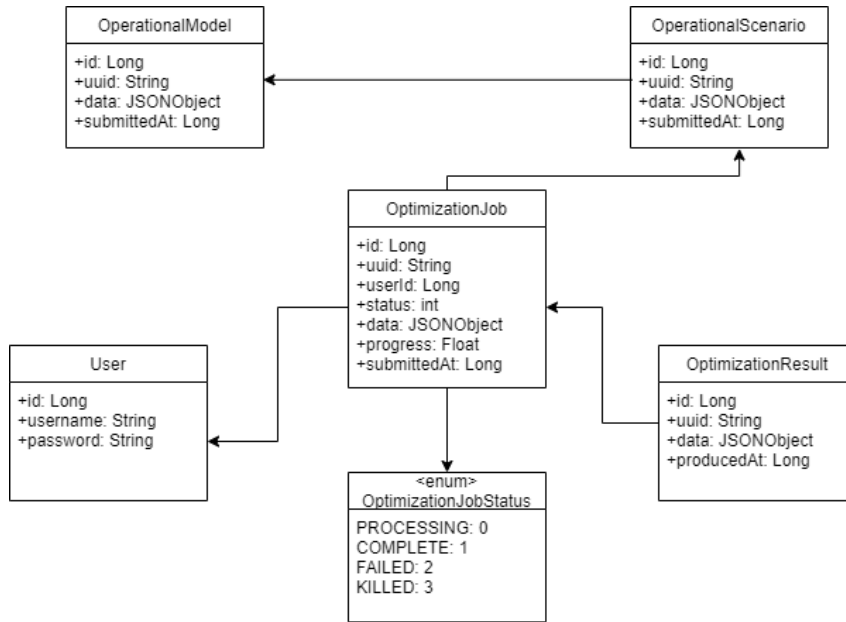 OperationalModel
+id: Long
+uuid: String
+data: JSONObject
+submittedAt: Long
OperationalScenario
+id: Long
+uuid: String
+data: JSONObject
+submittedAt: Long
OptimizationJob
+id: Long
+uuid: String
+userId: Long
+status: int
+data: JSONObject
+progress: Float
+submittedAt: Long
User
+id: Long
+username: String
+password: String
OptimizationResult
+id: Long
+uuid: String
+data: JSONObject
+producedAt: Long
<enum>
OptimizationJobStatus
PROCESSING: 0
COMPLETE: 1
FAILED: 2
KILLED: 3